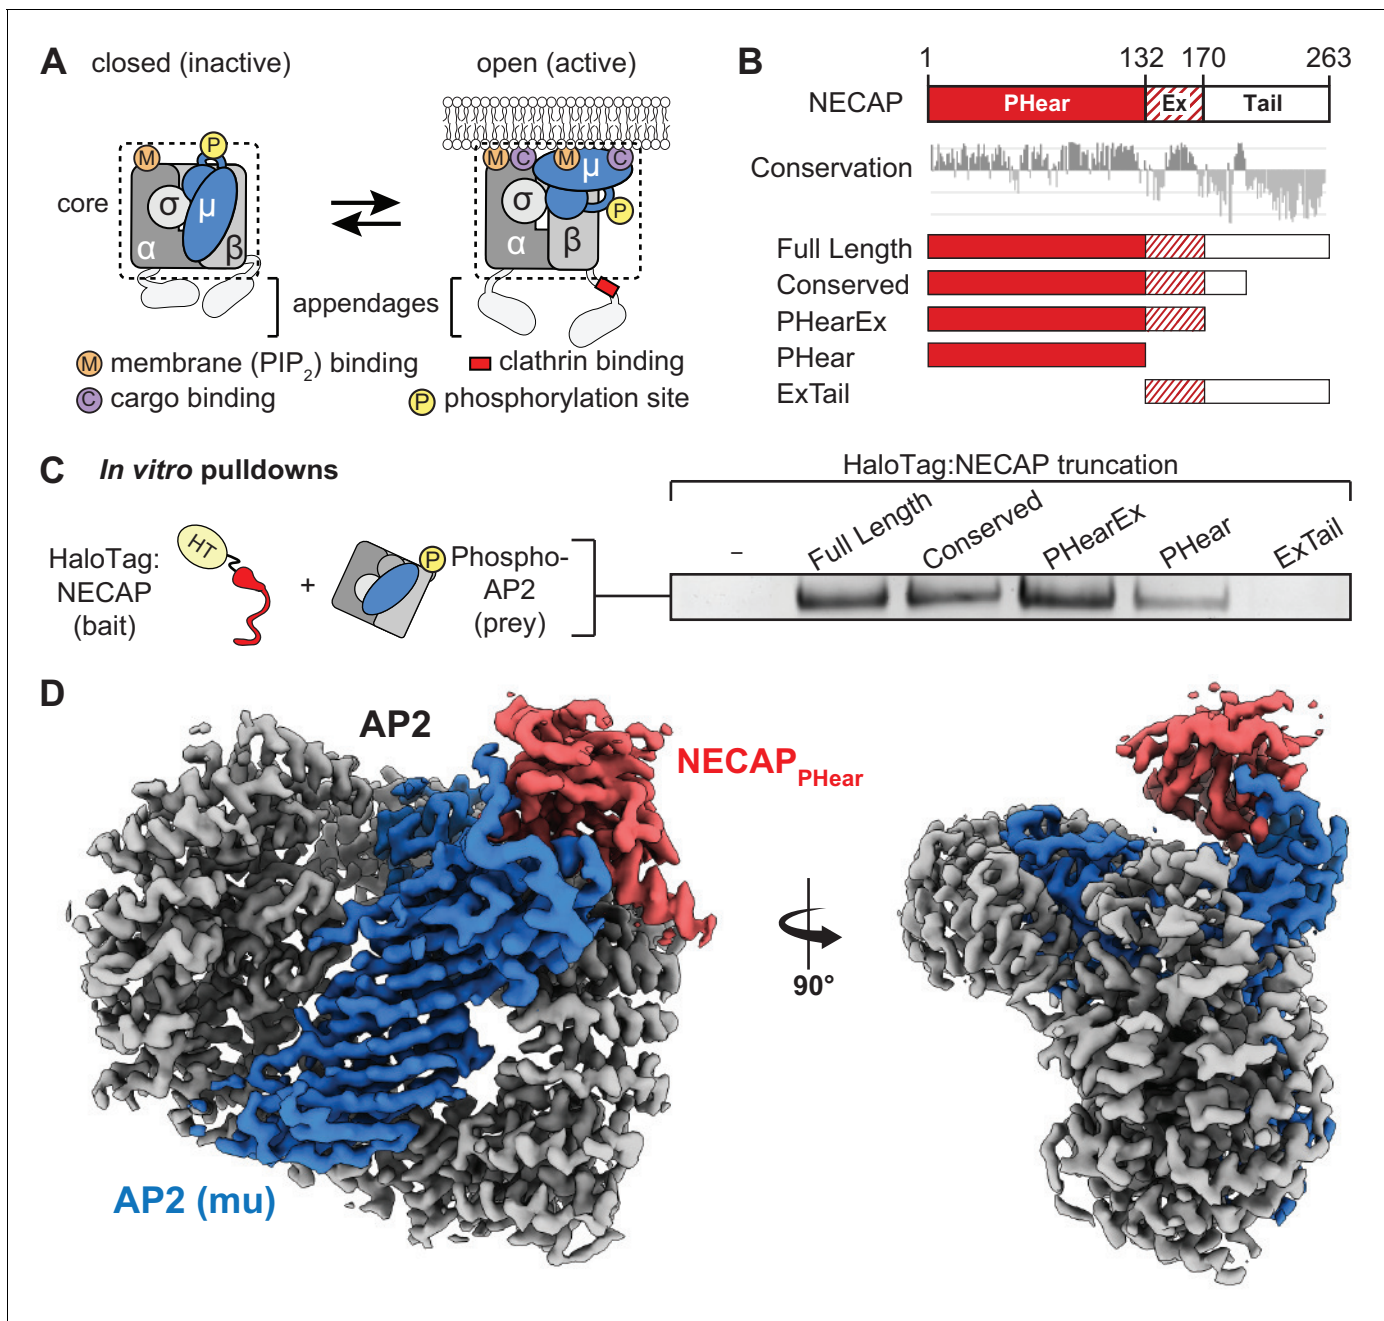 A
closed (inactive)
open (active)
M
P
core
σ
μ
α
β
M
C
M
C
μ
σ
P
α
β
appendages
M membrane (PIP2) binding
clathrin binding
C cargo binding
P phosphorylation site
B
1 132 170 263
NECAP
PHear
Ex
Tail
Conservation
Full Length
Conserved
PHearEx
PHear
ExTail
C
In vitro pulldowns
HaloTag:NECAP truncation
–
Full Length
Conserved
PHearEx
PHear
ExTail
HaloTag:
NECAP
(bait)
HT
+
P
Phospho-
AP2
(prey)
D
AP2
NECAPPHear
AP2 (mu)
90°